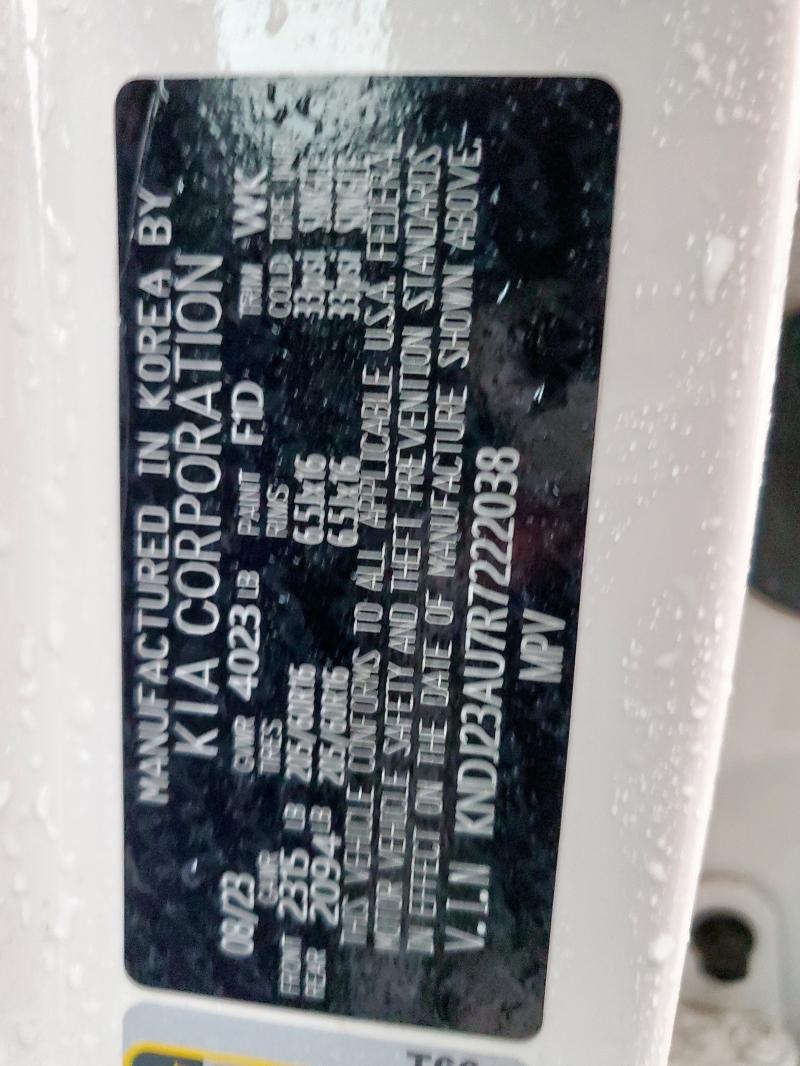 MANUFACTURED IN KOREA BY
KIA CORPORATION
08/23 GVWR 4023 LB PAINT F1D TRIM WK
GAWR TIRES RIMS COLD TIRE
FRONT 2315 LB 205/60R16 6.5Jx16 33psi SINGLE
REAR 2094 LB 205/60R16 6.5Jx16 33psi SINGLE
THIS VEHICLE CONFORMS TO ALL APPLICABLE U.S.A. FEDERAL
MOTOR VEHICLE SAFETY AND THEFT PREVENTION STANDARDS
IN EFFECT ON THE DATE OF MANUFACTURE SHOWN ABOVE.
V.I.N KNDJ23AU7R7222038
MPV